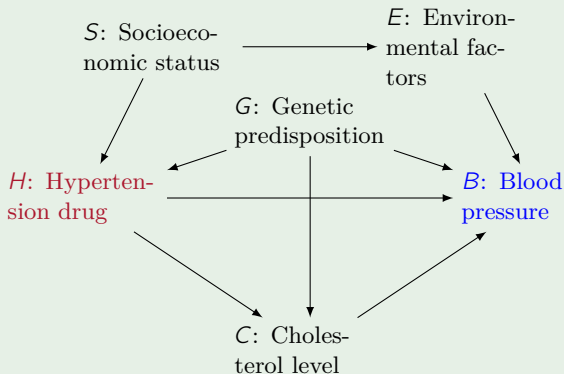 S: Socioeco-
nomic status
E: Environ-
mental fac-
tors
G: Genetic
predisposition
H: Hyperten-
sion drug
B: Blood
pressure
C: Choles-
terol level